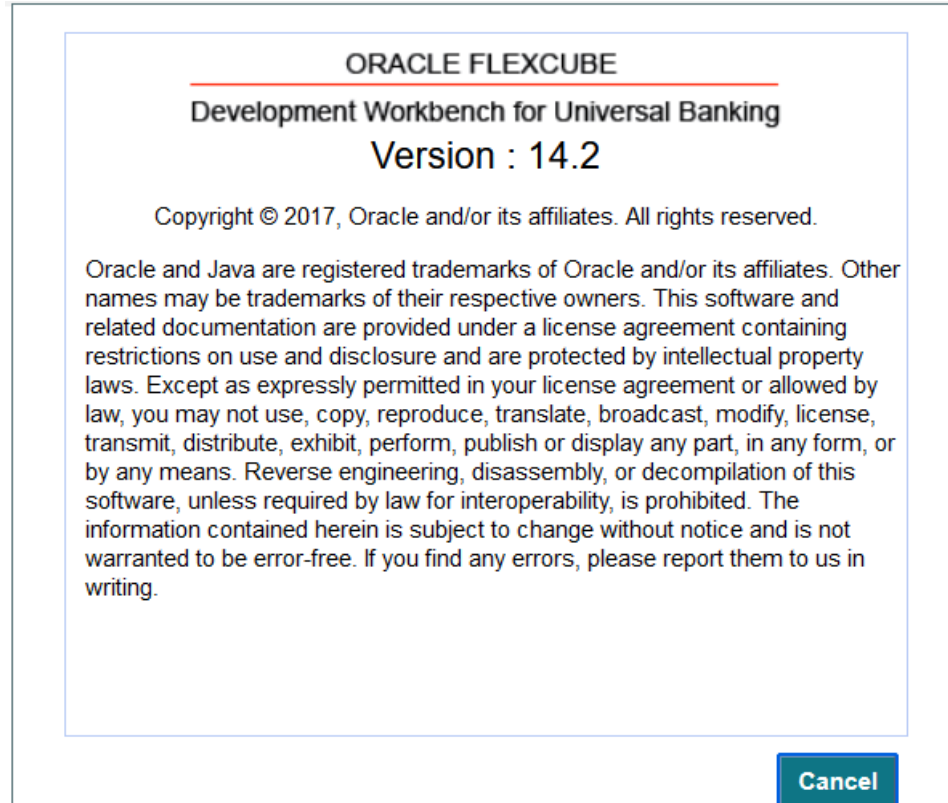 ORACLE FLEXCUBE
Development Workbench for Universal Banking
Version : 14.2
Copyright © 2017, Oracle and/or its affiliates. All rights reserved.
Oracle and Java are registered trademarks of Oracle and/or its affiliates. Other
names may be trademarks of their respective owners. This software and
related documentation are provided under a license agreement containing
restrictions on use and disclosure and are protected by intellectual property
laws. Except as expressly permitted in your license agreement or allowed by
law, you may not use, copy, reproduce, translate, broadcast, modify, license,
transmit, distribute, exhibit, perform, publish or display any part, in any form, or
by any means. Reverse engineering, disassembly, or decompilation of this
software, unless required by law for interoperability, is prohibited. The
information contained herein is subject to change without notice and is not
warranted to be error-free. If you find any errors, please report them to us in
writing.
Cancel